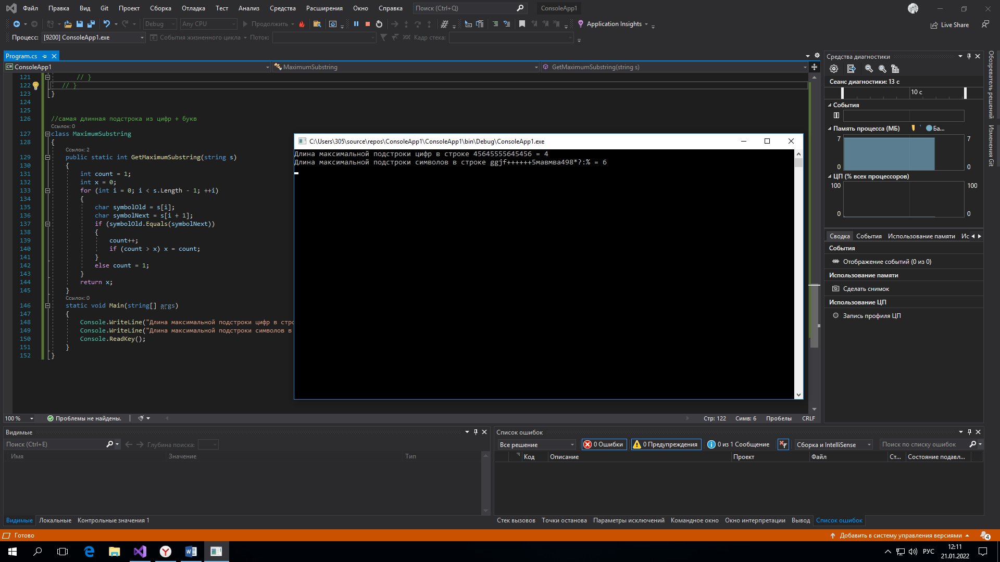 Файл Правка Вид Git Проект Сборка Отладка Тест Анализ Средства Расширения Окно Справка Поиск (Ctrl+Q) ConsoleApp1
Debug Any CPU Продолжить Application Insights Live Share
Процесс: [9200] ConsoleApp1.exe События жизненного цикла Поток: Кадр стека:
Program.cs
ConsoleApp1 MaximumSubstring GetMaximumSubstring(string s)
121 // }
122 // }
123 }
124
125
126 //самая длинная подстрока из цифр + букв
Ссылок: 0
127 class MaximumSubstring
128 {
Ссылок: 2
129 public static int GetMaximumSubstring(string s)
130 {
131 int count = 1;
132 int x = 0;
133 for (int i = 0; i < s.Length - 1; ++i)
134 {
135 char symbolOld = s[i];
136 char symbolNext = s[i + 1];
137 if (symbolOld.Equals(symbolNext))
138 {
139 count++;
140 if (count > x) x = count;
141 }
142 else count = 1;
143 }
144 return x;
145 }
Ссылок: 0
146 static void Main(string[] args)
147 {
148 Console.WriteLine("Длина максимальной подстроки цифр в стро
149 Console.WriteLine("Длина максимальной подстроки символов в
150 Console.ReadKey();
151 }
152 }
C:\Users\305\source\repos\ConsoleApp1\ConsoleApp1\bin\Debug\ConsoleApp1.exe
Длина максимальной подстроки цифр в строке 45645555645456 = 4
Длина максимальной подстроки символов в строке ggjf++++++5мавмва498*?:% = 6
100 % Проблемы не найдены. Стр: 122 Симв: 6 Пробелы CRLF
Средства диагностики
Сеанс диагностики: 13 с
10 с
События
Память процесса (МБ) Ба...
7 7
0 0
ЦП (% всех процессоров)
100 100
0 0
Сводка События Использование памяти Ис
События
Отображение событий (0 из 0)
Использование памяти
Сделать снимок
Использование ЦП
Запись профиля ЦП
Обозреватель решений
Изменения Git
Видимые
Поиск (Ctrl+E) Глубина поиска:
Имя Значение Тип
Видимые Локальные Контрольные значения 1
Список ошибок
Все решение 0 Ошибки 0 Предупреждения 0 из 1 Сообщение Сборка и IntelliSense Поиск по списку ошибок
Код Описание Проект Файл Ст... Состояние подавл...
Стек вызовов Точки останова Параметры исключений Командное окно Окно интерпретации Вывод Список ошибок
Готово Добавить в систему управления версиями 4
РУС 12:11
21.01.2022